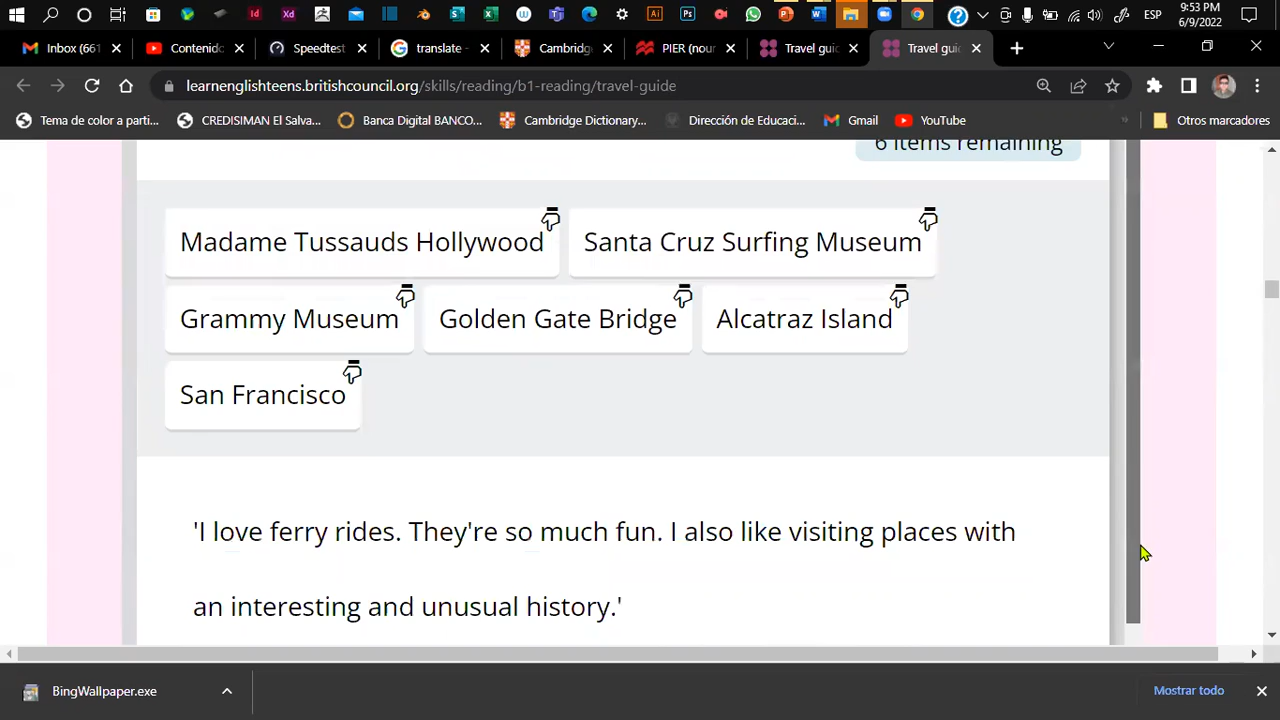 9:53 PM
ESP
6/9/2022
Inbox (661
Contenido
Speedtest
translate -
Cambridg
PIER (nour
Travel guid
Travel guid
learnenglishteens.britishcouncil.org/skills/reading/b1-reading/travel-guide
Tema de color a parti...
CREDISIMAN El Salva...
Banca Digital BANCO...
Cambridge Dictionary...
Dirección de Educaci...
Gmail
YouTube
Otros marcadores
6 items remaining
Madame Tussauds Hollywood
Santa Cruz Surfing Museum
Grammy Museum
Golden Gate Bridge
Alcatraz Island
San Francisco
'I love ferry rides. They're so much fun. I also like visiting places with
an interesting and unusual history.'
BingWallpaper.exe
Mostrar todo